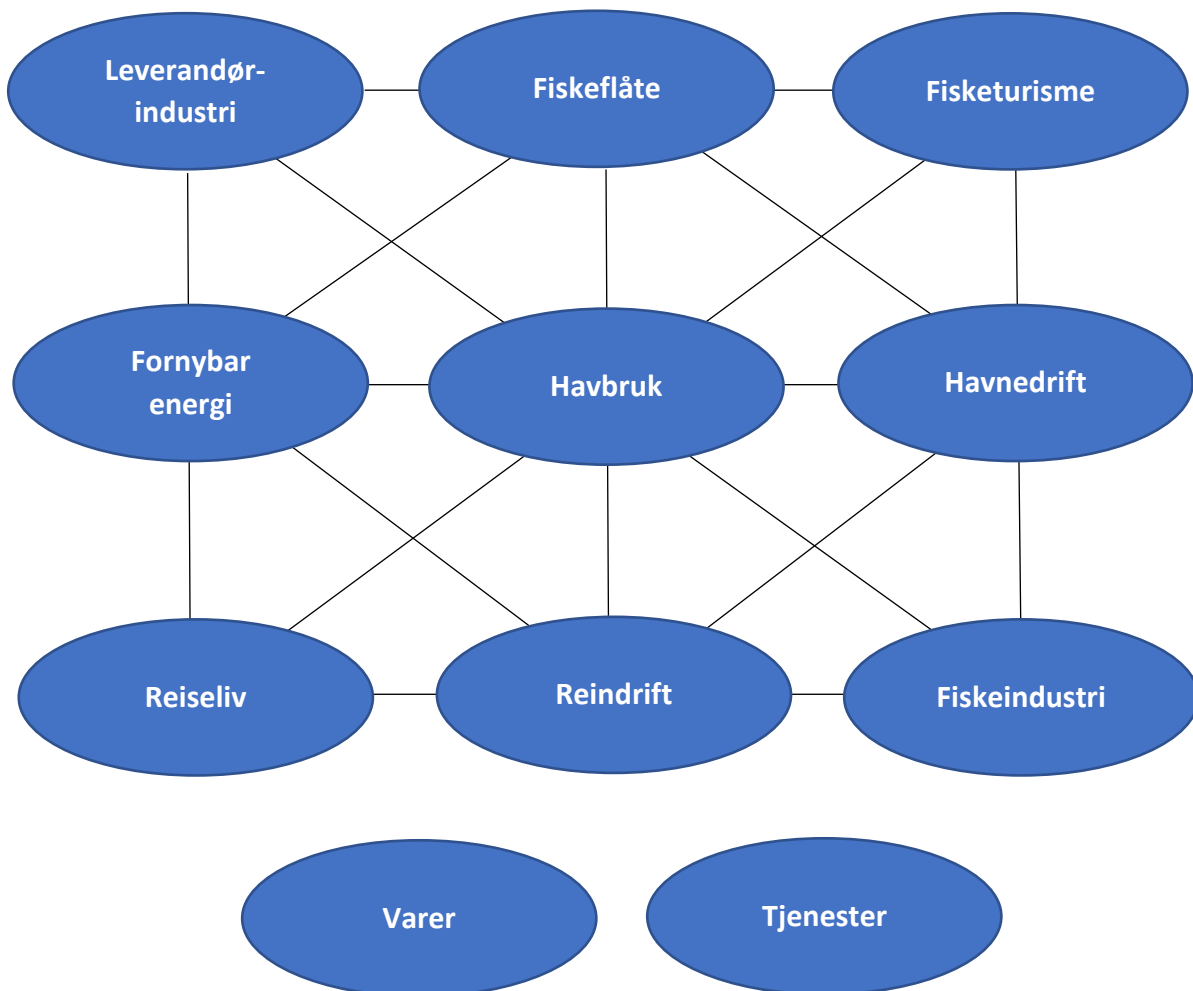 Leverandør-
industri
Fiskeflåte
Fisketurisme
Fornybar
energi
Havbruk
Havnedrift
Reiseliv
Reindrift
Fiskeindustri
Varer
Tjenester